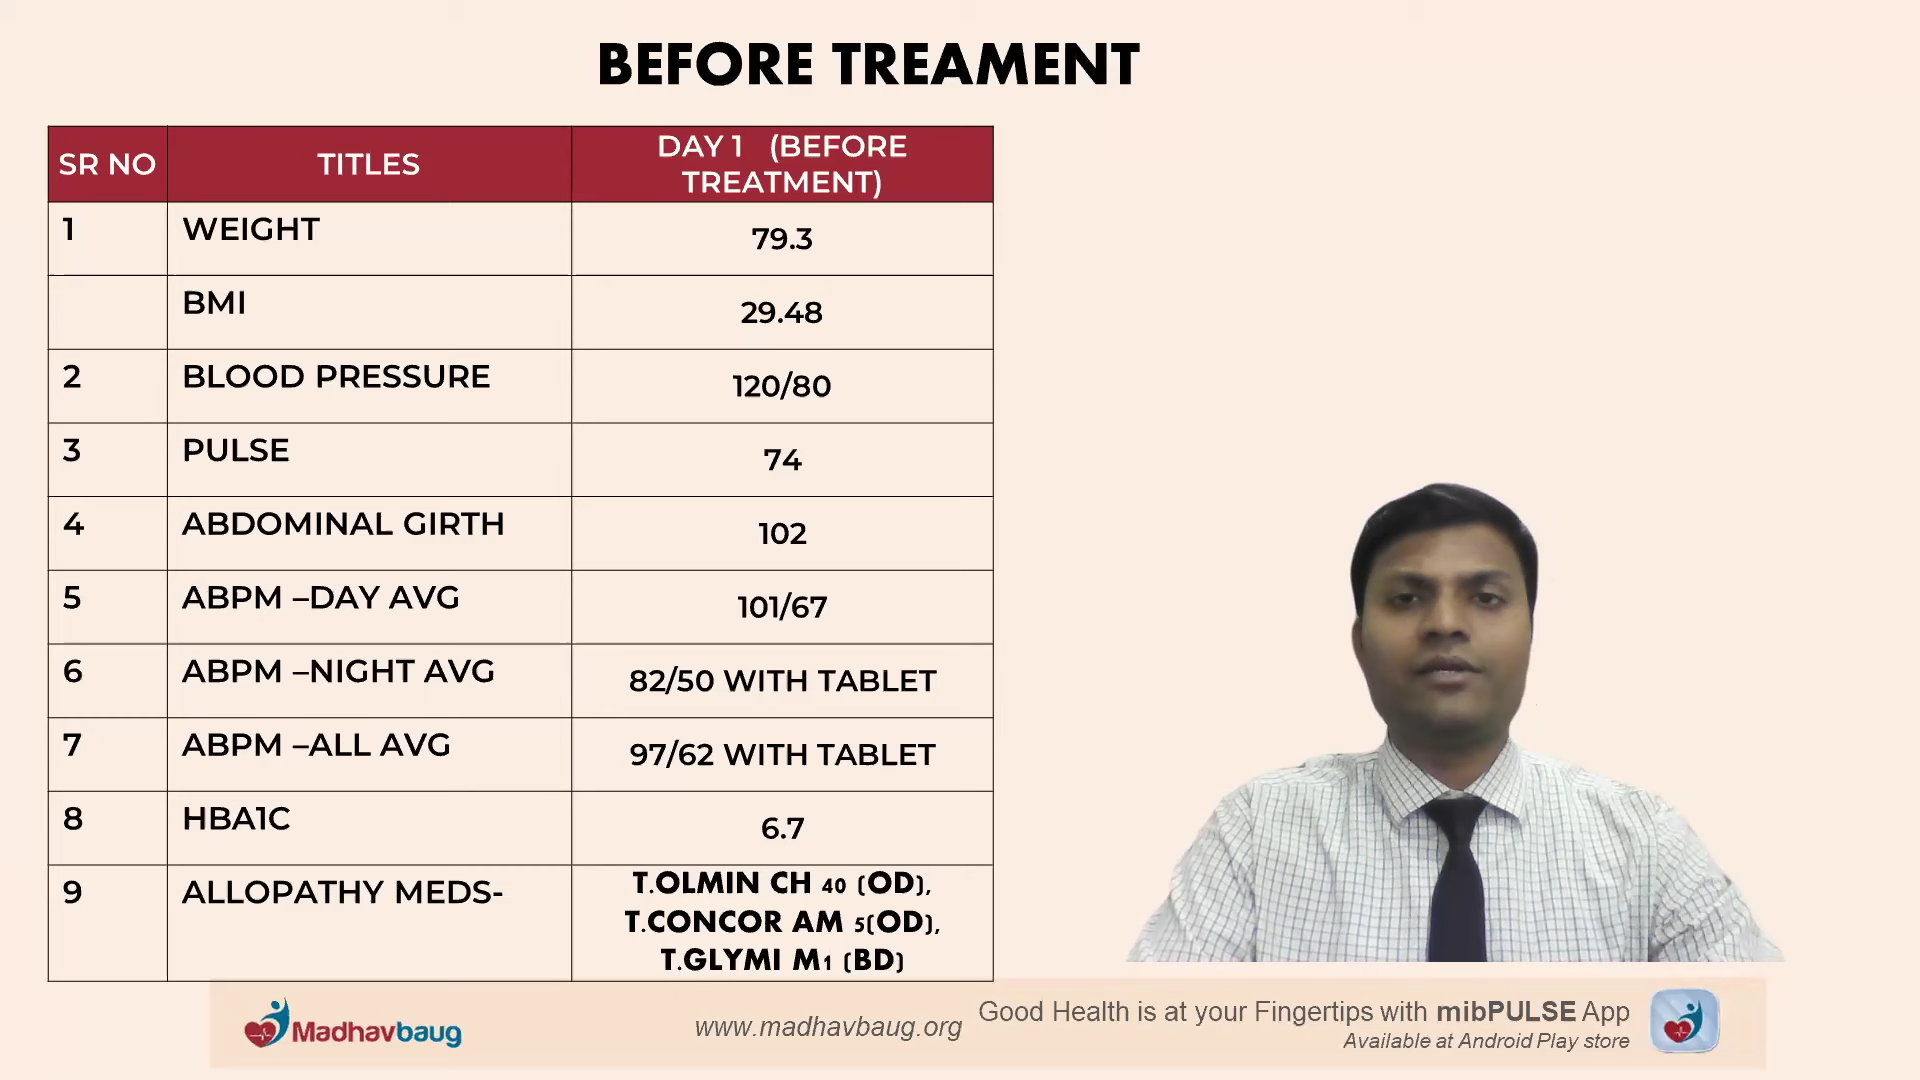 BEFORE TREAMENT
SR NO TITLES DAY 1 (BEFORE
TREATMENT)
1 WEIGHT 79.3
BMI 29.48
2 BLOOD PRESSURE 120/80
3 PULSE 74
4 ABDOMINAL GIRTH 102
5 ABPM –DAY AVG 101/67
6 ABPM –NIGHT AVG 82/50 WITH TABLET
7 ABPM –ALL AVG 97/62 WITH TABLET
8 HBA1C 6.7
9 ALLOPATHY MEDS- T.OLMIN CH 40 (OD),
T.CONCOR AM 5(OD),
T.GLYMI M1 (BD)
Madhavbaug
www.madhavbaug.org
Good Health is at your Fingertips with mibPULSE App
Available at Android Play store